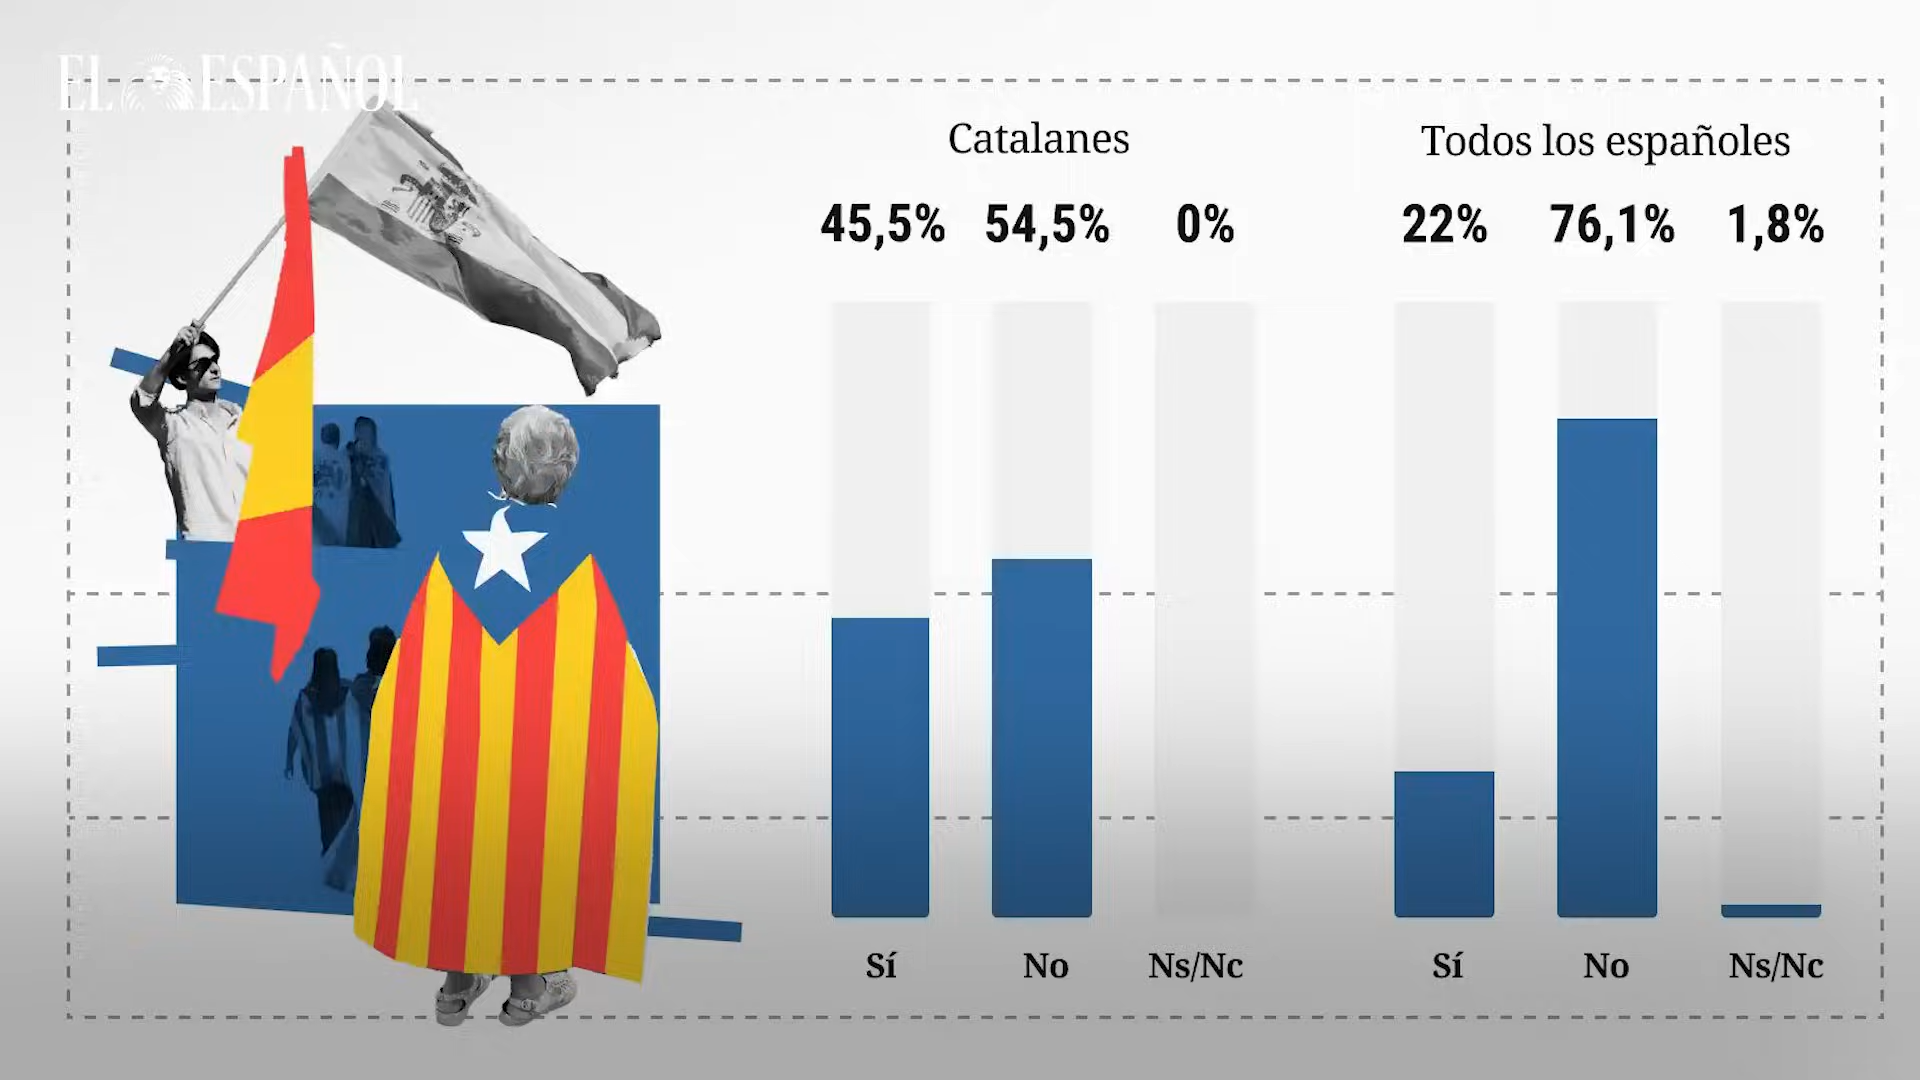 EL ESPAÑOL
Catalanes
45,5% 54,5% 0%
Sí No Ns/Nc
Todos los españoles
22% 76,1% 1,8%
Sí No Ns/Nc